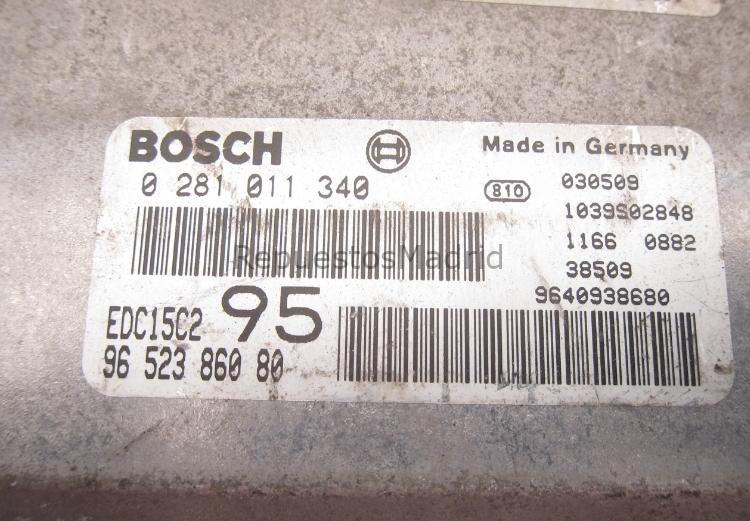 BOSCH
Made in Germany
0 281 011 340
810
030509
1039S02848
1166 0882
RepuestosMadrid
38509
9640938680
EDC15C2
95
96 523 860 80